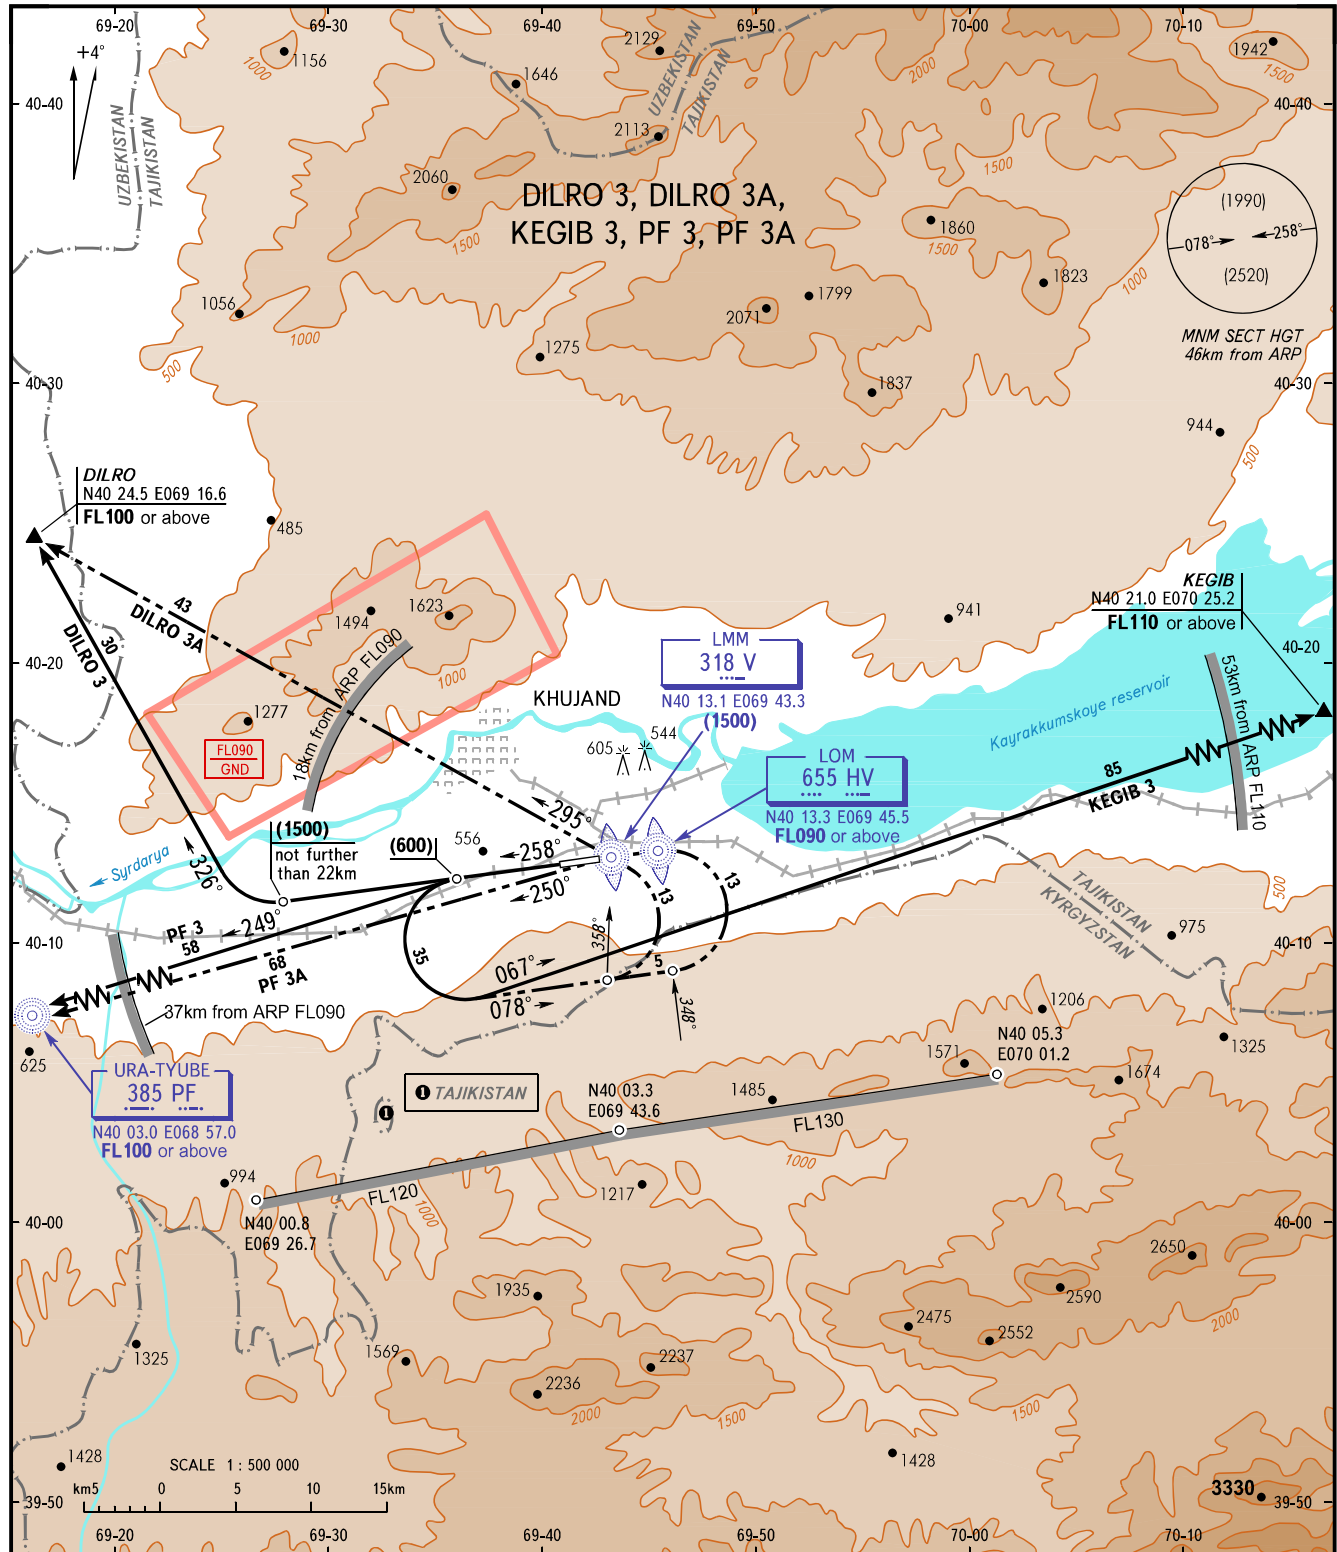 69-20
69-30
69-40
69-50
70-00
70-10
+4°
1156
1000
2129
1646
2113
UZBEKISTAN
TAJIKISTAN
2000
1942
1500
40-40
40-40
UZBEKISTAN
TAJIKISTAN
2060
1500
DILRO 3, DILRO 3A,
KEGIB 3, PF 3, PF 3A
1500
1860
1500
1823
1000
(1990)
078°
258°
(2520)
MNM SECT HGT
46km from ARP
1056
1000
500
1275
1799
2071
1837
40-30
40-30
944
500
DILRO
N40 24.5 E069 16.6
FL100 or above
485
43
DILRO 3A
30
DILRO 3
1494
1623
1000
1277
FL090
GND
18km from ARP FL090
941
KEGIB
N40 21.0 E070 25.2
FL110 or above
40-20
40-20
KHUJAND
LMM
318 V
N40 13.1 E069 43.3
(1500)
605
544
LOM
655 HV
N40 13.3 E069 45.5
FL090 or above
Kayrakkumskoye reservoir
53km from ARP FL110
85
KEGIB 3
Syrdarya
326°
(1500)
not further
than 22km
(600)
556
295°
258°
250°
249°
PF 3
58
68
PF 3A
35
067°
078°
358°
5
348°
13
13
TAJIKISTAN
KYRGYZSTAN
500
975
40-10
40-10
37km from ARP FL090
625
URA-TYUBE
385 PF
N40 03.0 E068 57.0
FL100 or above
1
1 TAJIKISTAN
N40 03.3
E069 43.6
1485
1571
N40 05.3
E070 01.2
1206
1325
1674
FL130
FL120
1000
1000
994
N40 00.8
E069 26.7
1217
40-00
40-00
2650
2590
2475
2552
2000
1935
1325
1569
2237
2236
2000
1500
1500
1428
1428
SCALE 1 : 500 000
km5 0 5 10 15km
3330
39-50
39-50
69-20
69-30
69-40
69-50
70-00
70-10